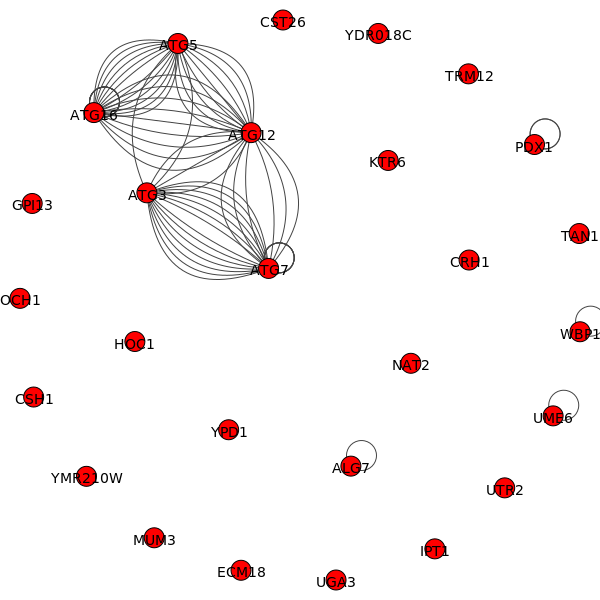 CST26
YDR018C
ATG5
TRM12
ATG16
ATG12
PDX1
KTR6
ATG3
GPI13
TAN1
CRH1
ATG7
OCH1
WBP1
HOC1
NAT2
CSH1
UME6
YPD1
ALG7
YMR210W
UTR2
MUM3
IPT1
ECM18
UGA3